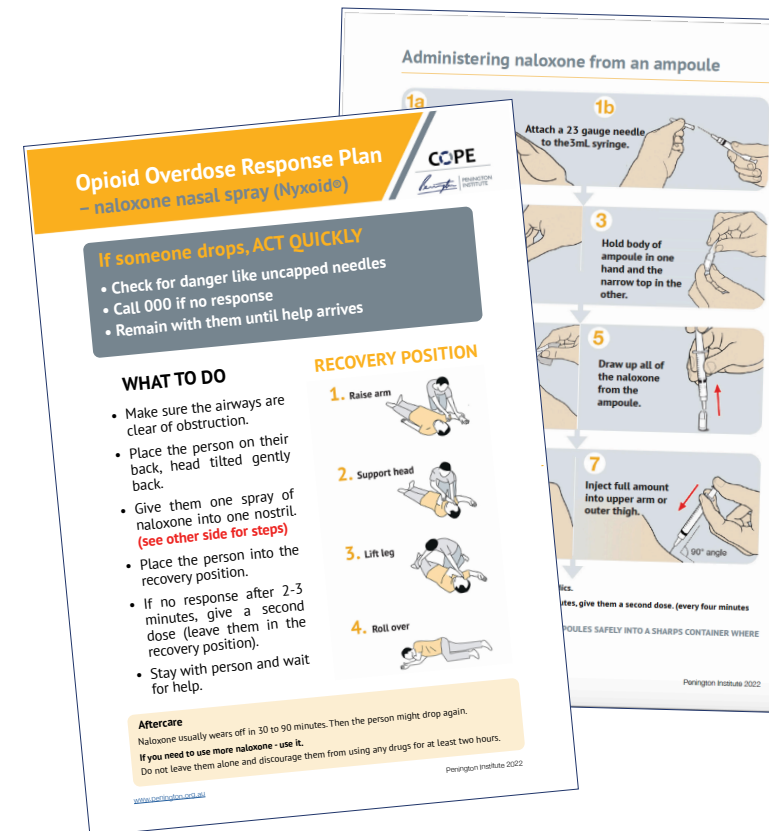 Opioid Overdose Response Plan
– naloxone nasal spray (Nyxoid®)
COPE
PENINGTON
INSTITUTE
If someone drops, ACT QUICKLY
• Check for danger like uncapped needles
• Call 000 if no response
• Remain with them until help arrives
WHAT TO DO
• Make sure the airways are
clear of obstruction.
• Place the person on their
back, head tilted gently
back.
• Give them one spray of
naloxone into one nostril.
(see other side for steps)
• Place the person into the
recovery position.
• If no response after 2-3
minutes, give a second
dose (leave them in the
recovery position).
• Stay with person and wait
for help.
RECOVERY POSITION
1. Raise arm
2. Support head
3. Lift leg
4. Roll over
Aftercare
Naloxone usually wears off in 30 to 90 minutes. Then the person might drop again.
If you need to use more naloxone - use it.
Do not leave them alone and discourage them from using any drugs for at least two hours.
www.penington.org.au
Penington Institute 2022
Administering naloxone from an ampoule
1a
1b
Attach a 23 gauge needle
to the3mL syringe.
3
Hold body of
ampoule in one
hand and the
narrow top in the
other.
5
Draw up all of
the naloxone
from the
ampoule.
7
Inject full amount
into upper arm or
outer thigh.
90° angle
give them a second dose. (every four minutes
SAFELY INTO A SHARPS CONTAINER WHERE
Penington Institute 2022